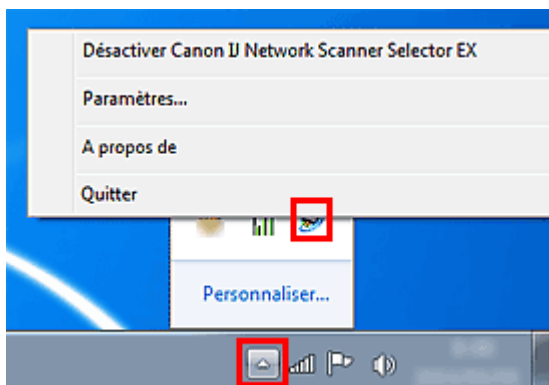 Désactiver Canon IJ Network Scanner Selector EX
Paramètres...
A propos de
Quitter
Personnaliser...